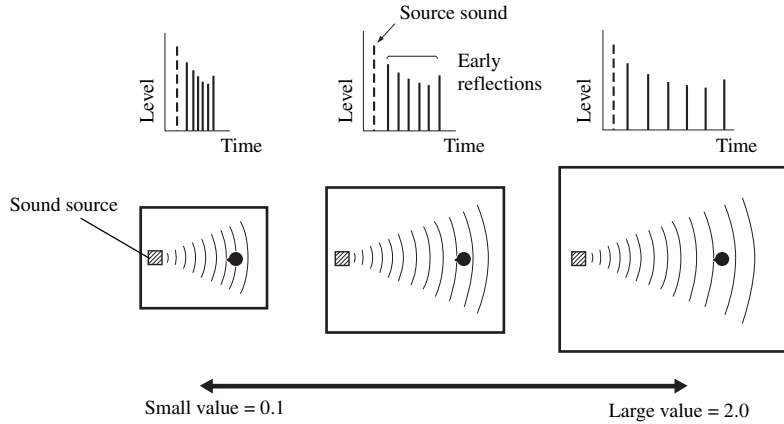 Source sound
Early
reflections
Level
Time
Level
Time
Level
Time
Sound source
Small value = 0.1
Large value = 2.0